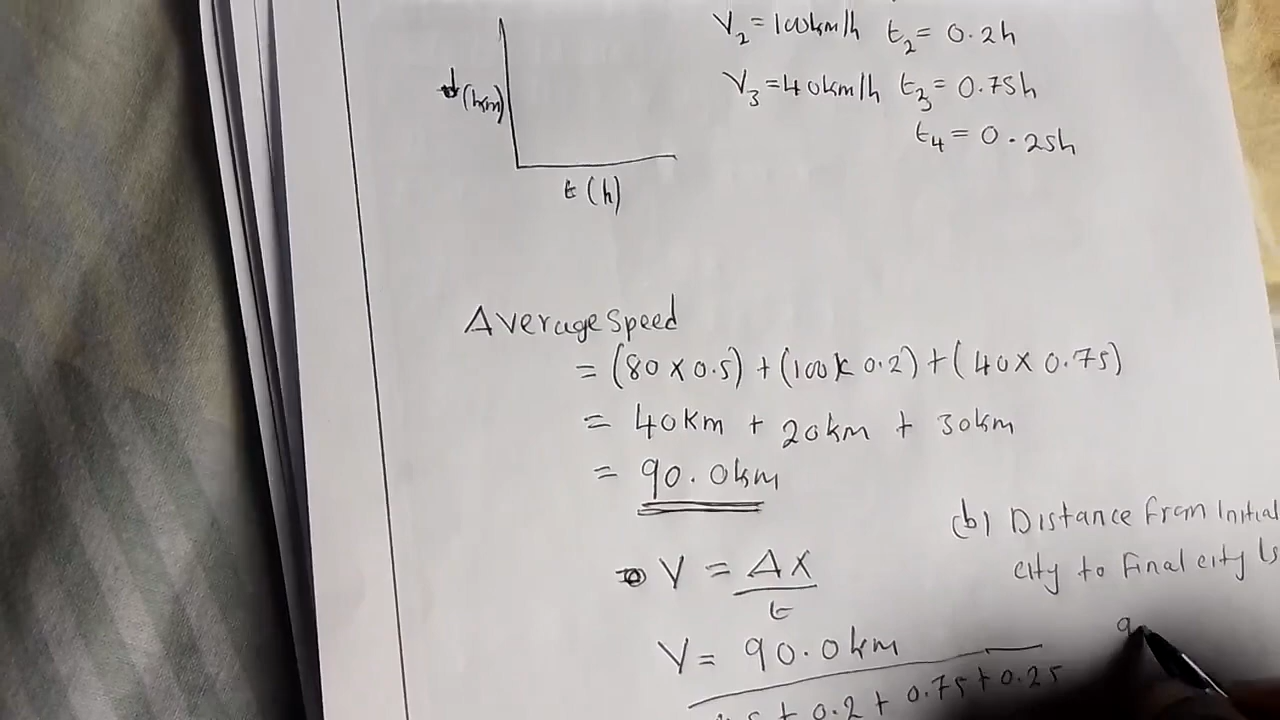 V₂ = 100km/h t₂ = 0.2h
V₃ = 40km/h t₃ = 0.75h
t₄ = 0.25h
d (km)
t (h)
Average Speed
= (80 x 0.5) + (100 x 0.2) + (40 x 0.75)
= 40km + 20km + 30km
= 90.0km
V = ΔX
t
V = 90.0km
+ 0.2 + 0.75 + 0.25
(b) Distance from Initial
city to Final city is
9